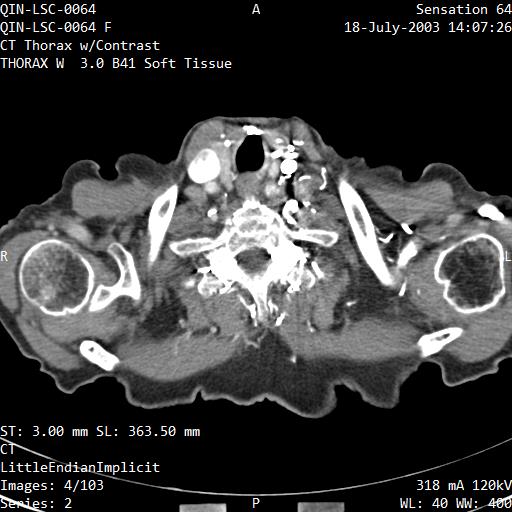 QIN-LSC-0064
A
Sensation 64
QIN-LSC-0064 F
18-July-2003 14:07:26
CT Thorax w/Contrast
THORAX W 3.0 B41 Soft Tissue
R
L
ST: 3.00 mm SL: 363.50 mm
CT
LittleEndianImplicit
Images: 4/103
318 mA 120kV
Series: 2
P
WL: 40 WW: 400